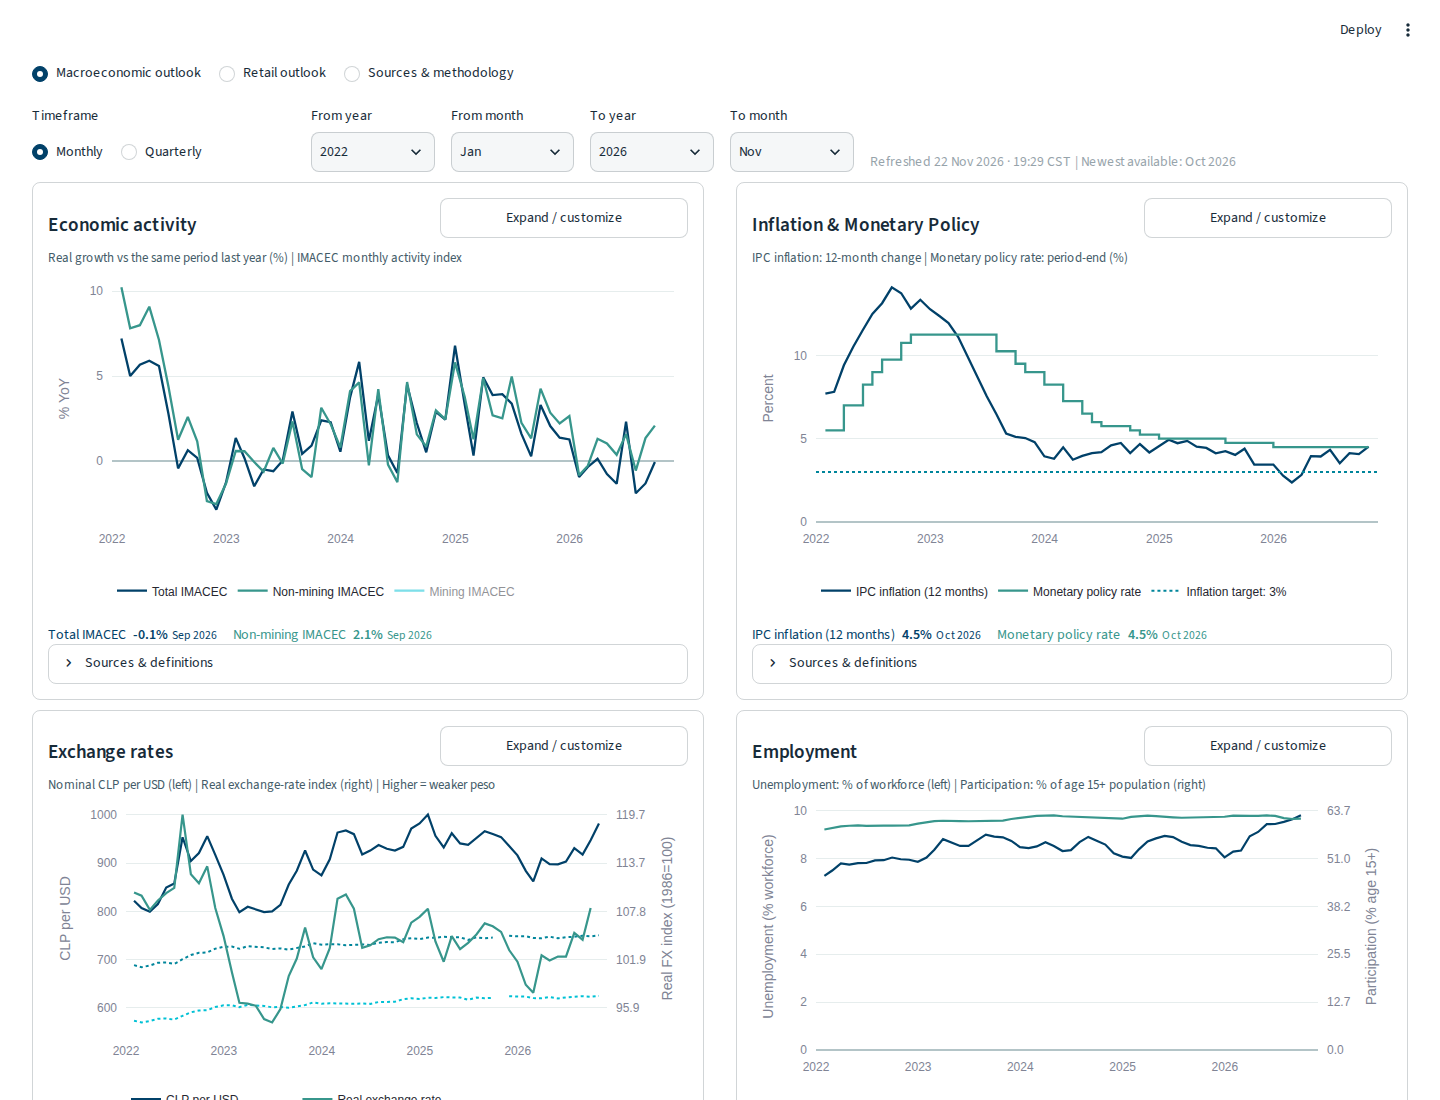 Deploy
Macroeconomic outlook Retail outlook Sources & methodology
Timeframe From year From month To year To month
Monthly Quarterly 2022 Jan 2026 Nov Refreshed 22 Nov 2026 · 19:29 CST | Newest available: Oct 2026
Economic activity Expand / customize
Real growth vs the same period last year (%) | IMACEC monthly activity index
% YoY
10
5
0
2022 2023 2024 2025 2026
Total IMACEC Non-mining IMACEC Mining IMACEC
Total IMACEC -0.1% Sep 2026 Non-mining IMACEC 2.1% Sep 2026
Sources & definitions
Inflation & Monetary Policy Expand / customize
IPC inflation: 12-month change | Monetary policy rate: period-end (%)
Percent
10
5
0
2022 2023 2024 2025 2026
IPC inflation (12 months) Monetary policy rate Inflation target: 3%
IPC inflation (12 months) 4.5% Oct 2026 Monetary policy rate 4.5% Oct 2026
Sources & definitions
Exchange rates Expand / customize
Nominal CLP per USD (left) | Real exchange-rate index (right) | Higher = weaker peso
CLP per USD
1000 119.7
900 113.7
800 107.8
700 101.9
600 95.9
Real FX index (1986=100)
2022 2023 2024 2025 2026
CLP per USD Real exchange rate
Employment Expand / customize
Unemployment: % of workforce (left) | Participation: % of age 15+ population (right)
Unemployment (% workforce)
10 63.7
8 51.0
6 38.2
4 25.5
2 12.7
0 0.0
Participation (% age 15+)
2022 2023 2024 2025 2026